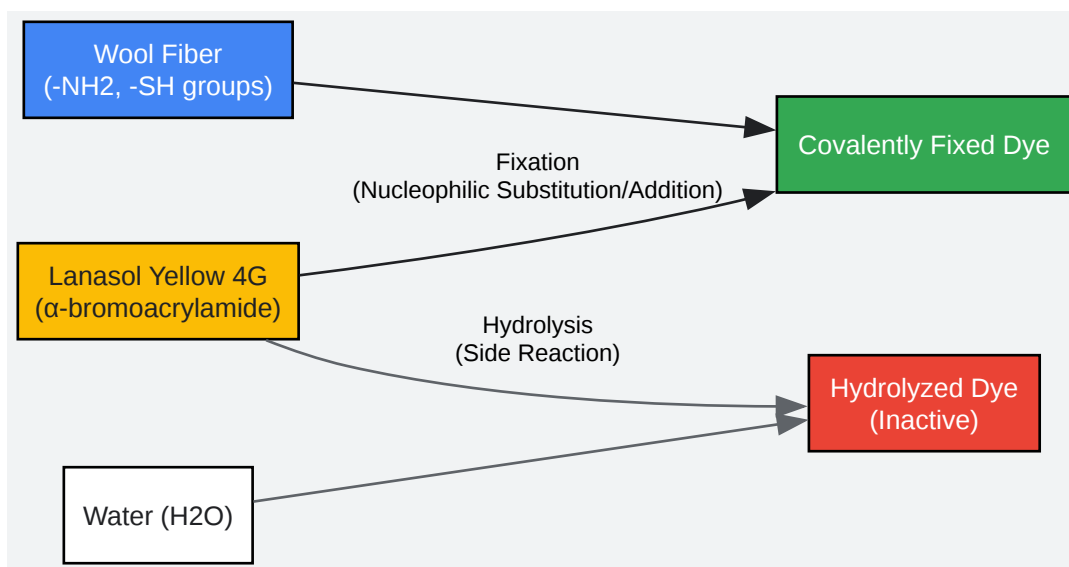 Wool Fiber
(-NH2, -SH groups)
Covalently Fixed Dye
Fixation
(Nucleophilic Substitution/Addition)
Lanasol Yellow 4G
(α-bromoacrylamide)
Hydrolysis
(Side Reaction)
Hydrolyzed Dye
(Inactive)
Water (H2O)